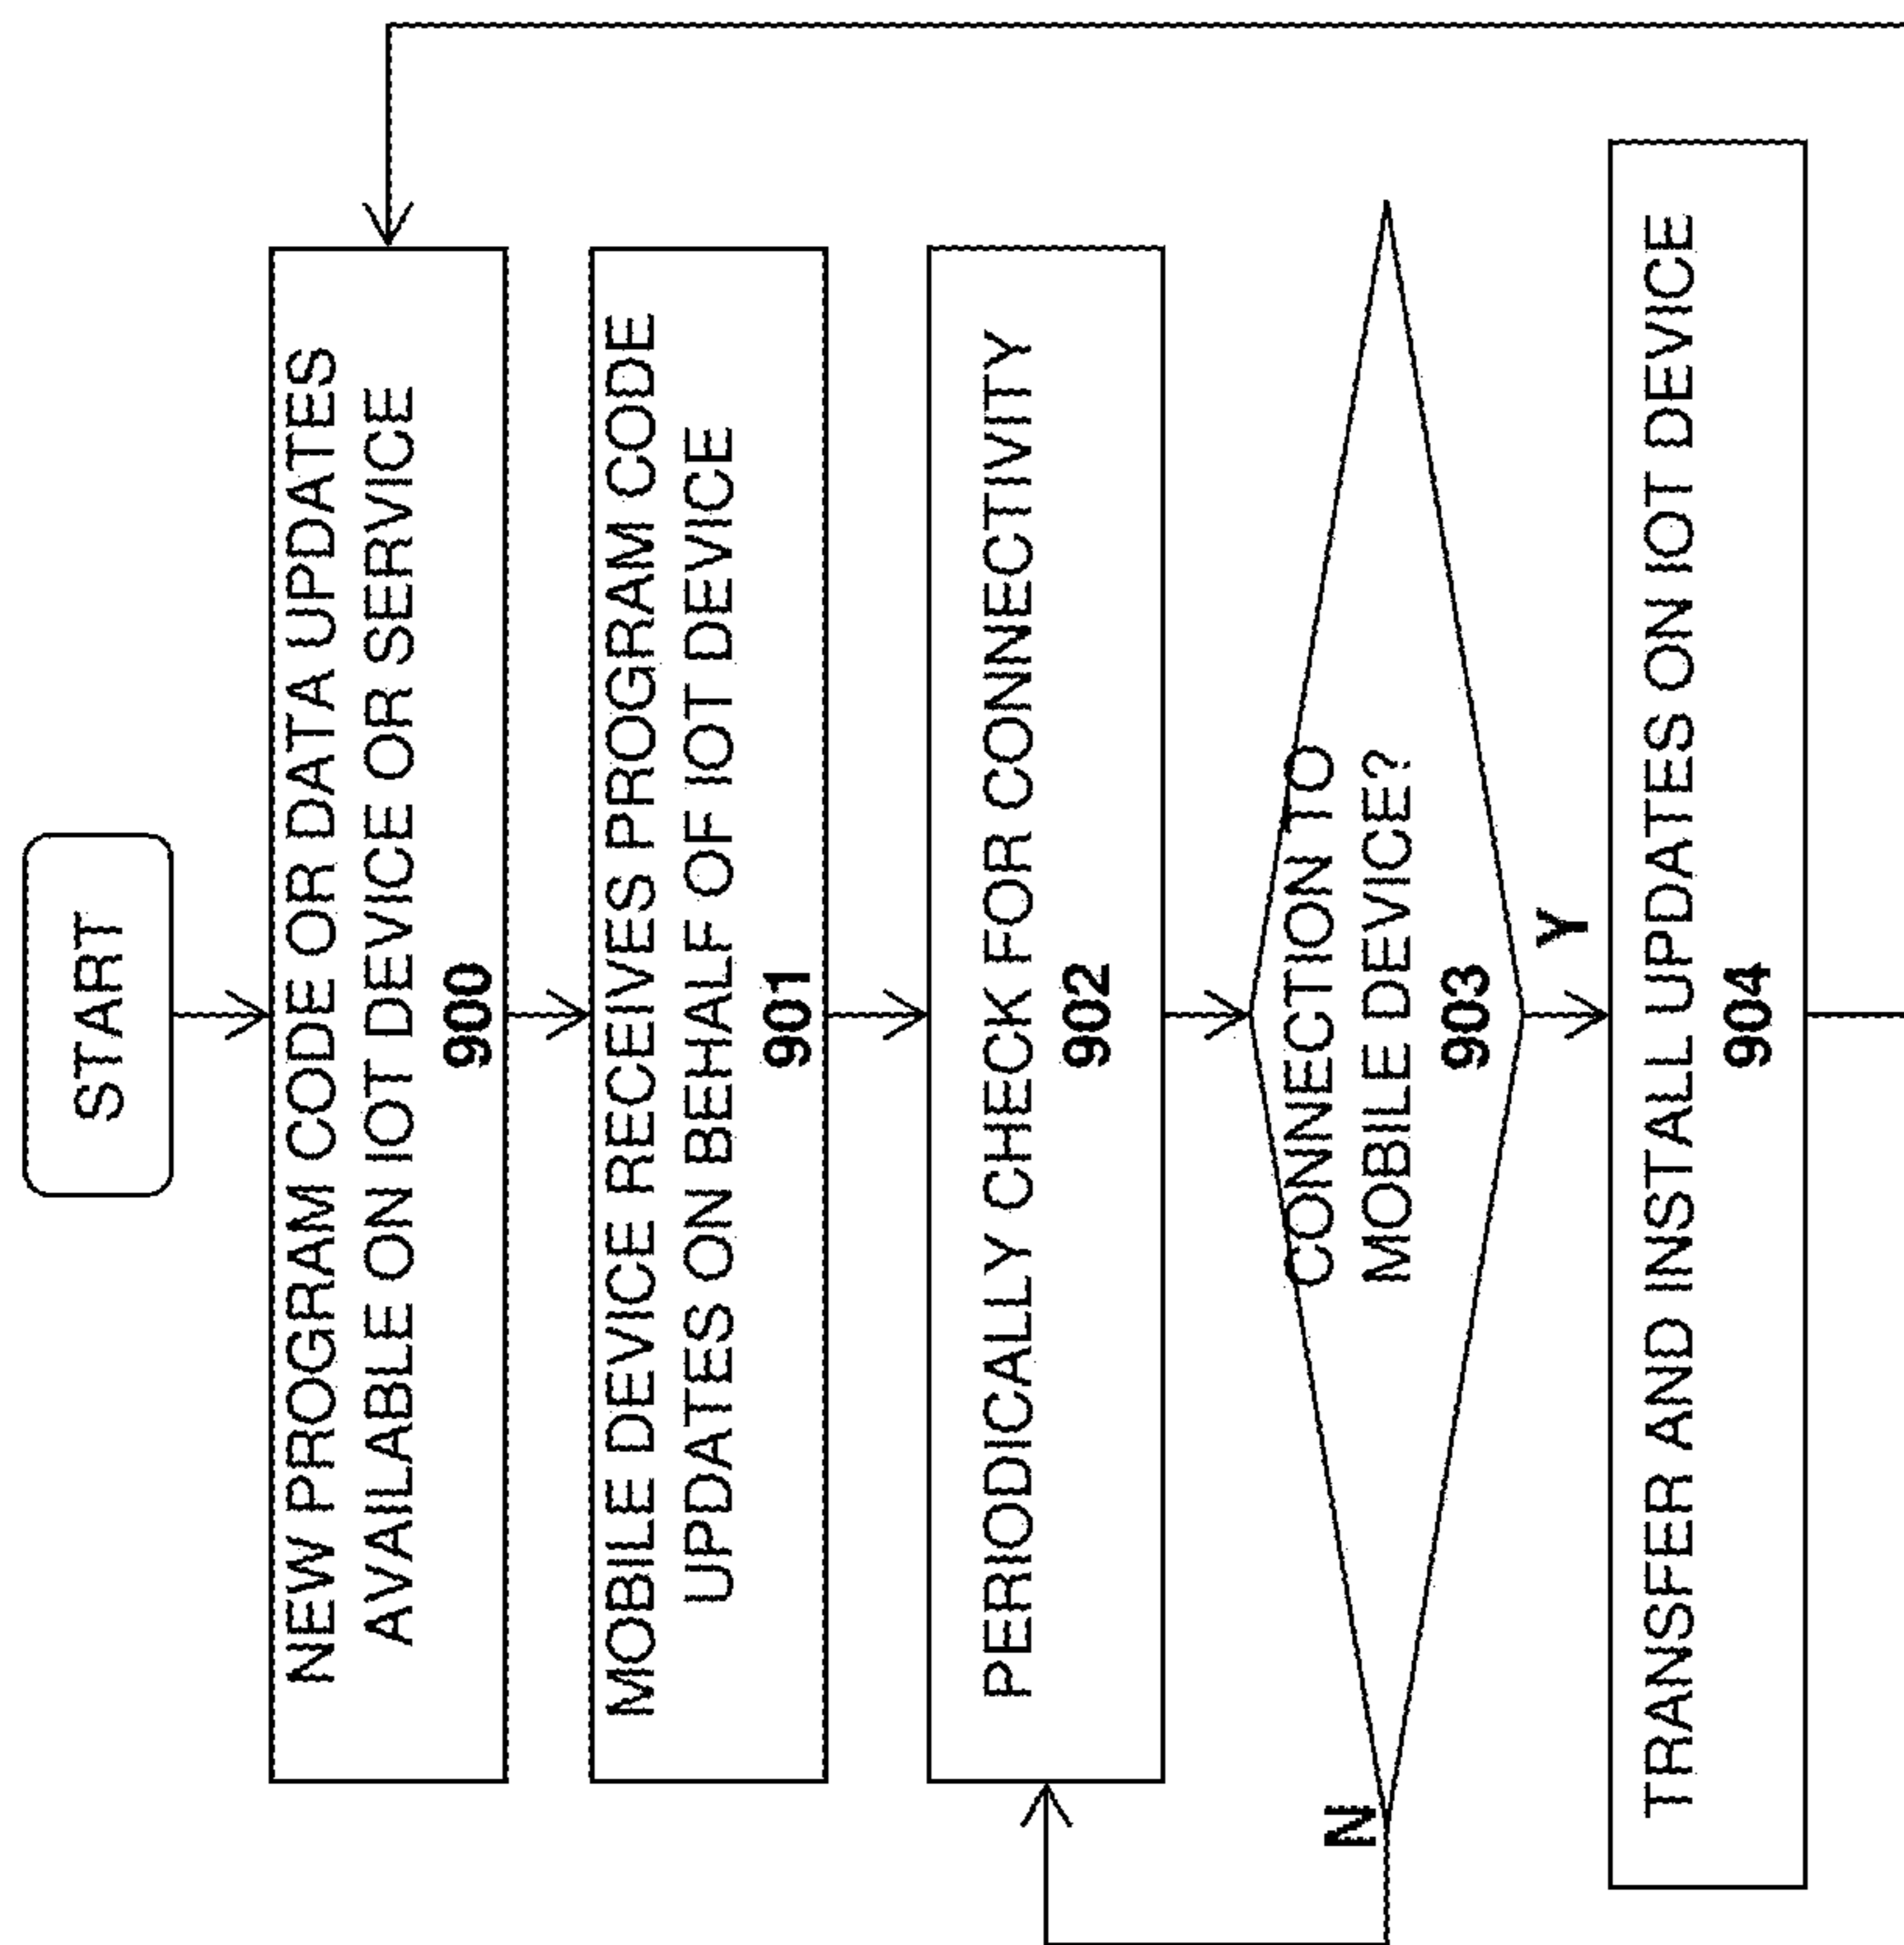 START
NEW PROGRAM CODE OR DATA UPDATES
AVAILABLE ON IOT DEVICE OR SERVICE
900
MOBILE DEVICE RECEIVES PROGRAM CODE
UPDATES ON BEHALF OF IOT DEVICE
901
PERIODICALLY CHECK FOR CONNECTIVITY
902
CONNECTION TO
MOBILE DEVICE?
903
N
Y
TRANSFER AND INSTALL UPDATES ON IOT DEVICE
904